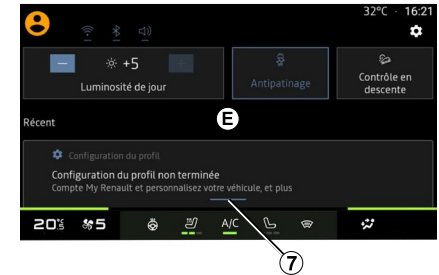 32°C · 16:21
+5
Luminosité de jour
Antipatinage
Contrôle en
descente
E
Récent
Configuration du profil
Configuration du profil non terminée
Compte My Renault et personnalisez votre véhicule, et plus
5
A/C
7